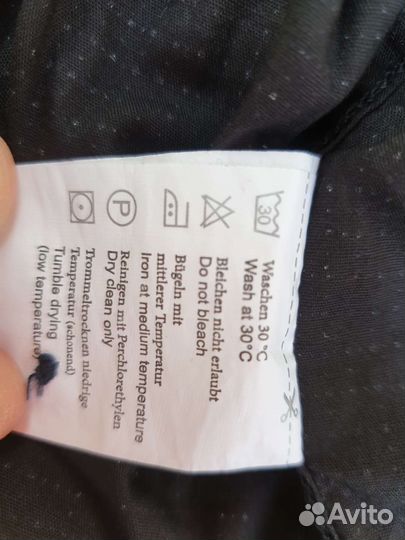 30
Waschen 30 °C
Wash at 30°C
Bleichen nicht erlaubt
Do not bleach
Bügeln mit
mittlerer Temperatur
Iron at medium temperature
P
Reinigen mit Perchlorethylen
Dry clean only
Trommeltrocknen niedrige
Temperatur (schonend)
Tumble drying
(low temperature)
Avito